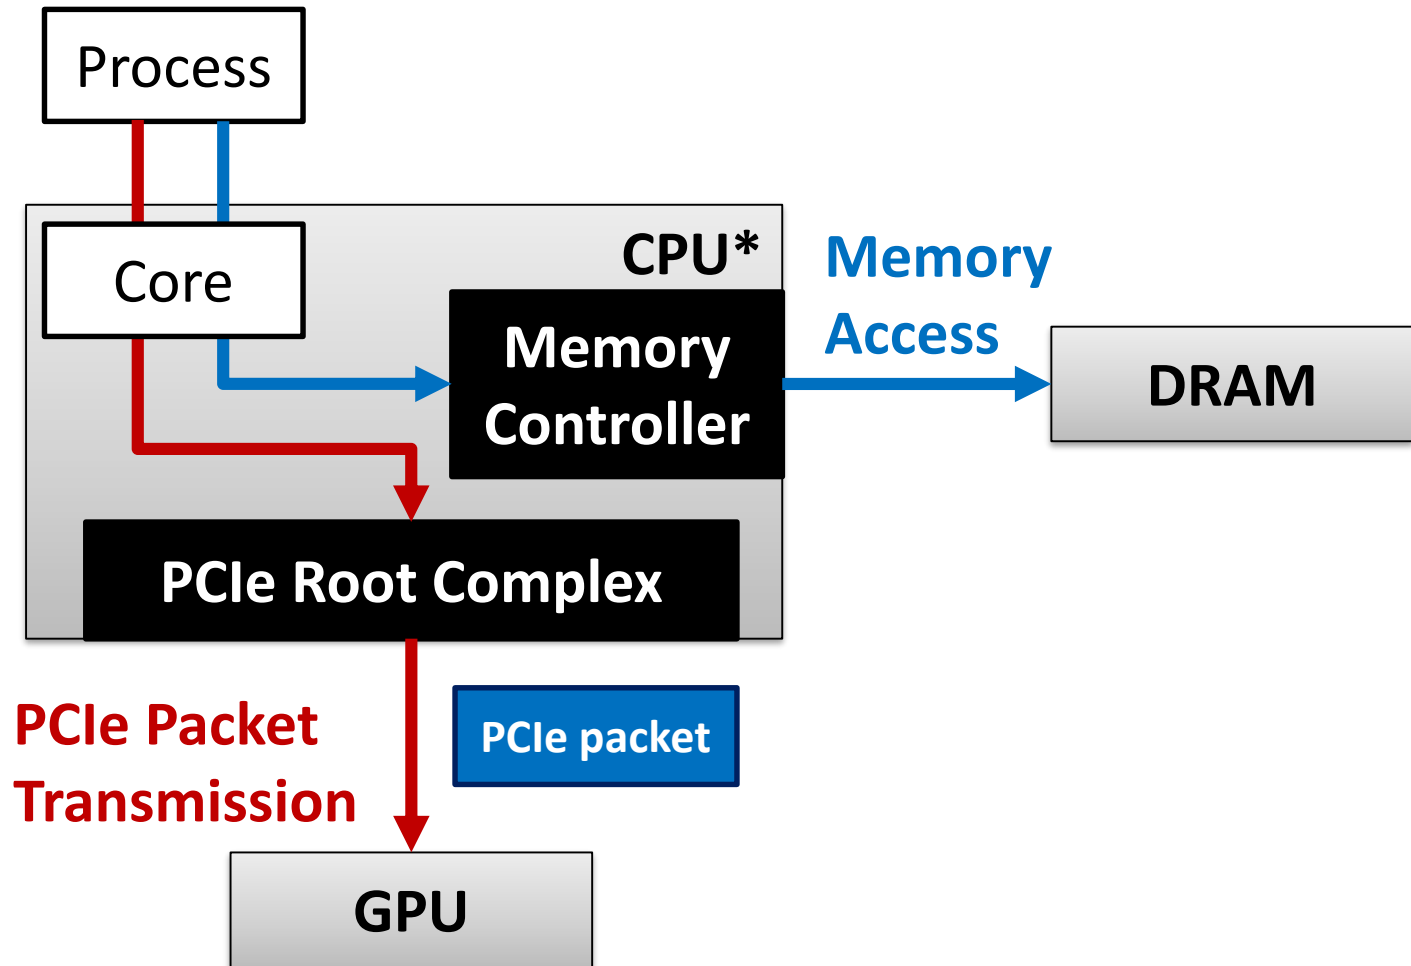 Process
CPU*
Core
Memory
Access
Memory
Controller
DRAM
PCIe Root Complex
PCIe Packet
Transmission
PCIe packet
GPU